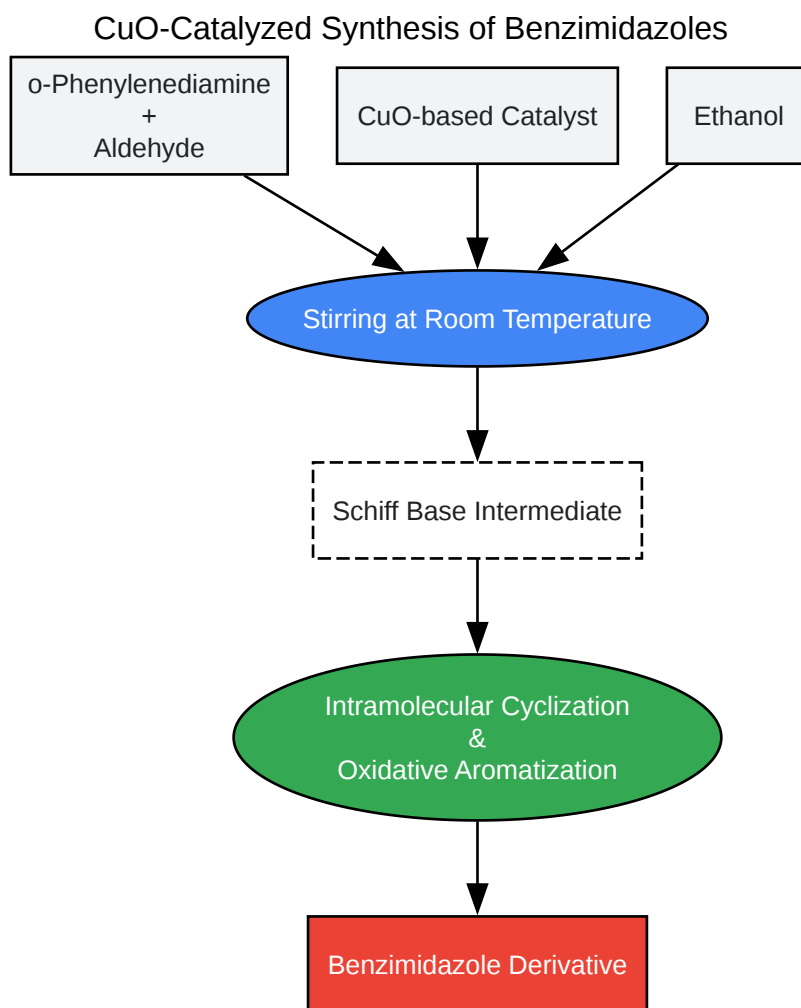 CuO-Catalyzed Synthesis of Benzimidazoles
o-Phenylenediamine
+
Aldehyde
CuO-based Catalyst
Ethanol
Stirring at Room Temperature
Schiff Base Intermediate
Intramolecular Cyclization
&
Oxidative Aromatization
Benzimidazole Derivative